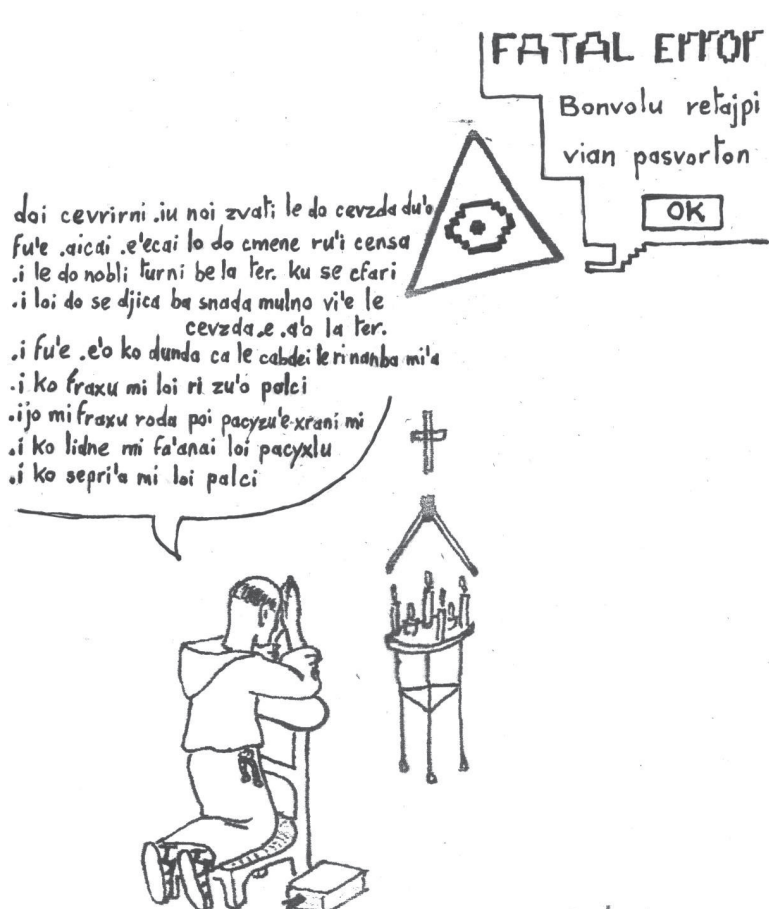 FATAL ErrOr
Bonvolu retajpi
vian pasvorton
OK
doi cevrirni .iu noi zvati le do cevzda du'o
fu'e .aicai .e'ecai lo do cmene ru'i censa
.i le do nobli turni be la ter. ku se cfari
.i loi do se djica ba snada mulno vi'e le
cevzda .e .a'o la ter.
.i fu'e .e'o ko dunda ca le cabdei le ri nanba mi'a
.i ko fraxu mi loi ri zu'o palci
.ijo mi fraxu roda poi pacyzu'e xrani mi
.i ko lidne mi fa'anai loi pacyxlu
.i ko sepri'a mi loi palci